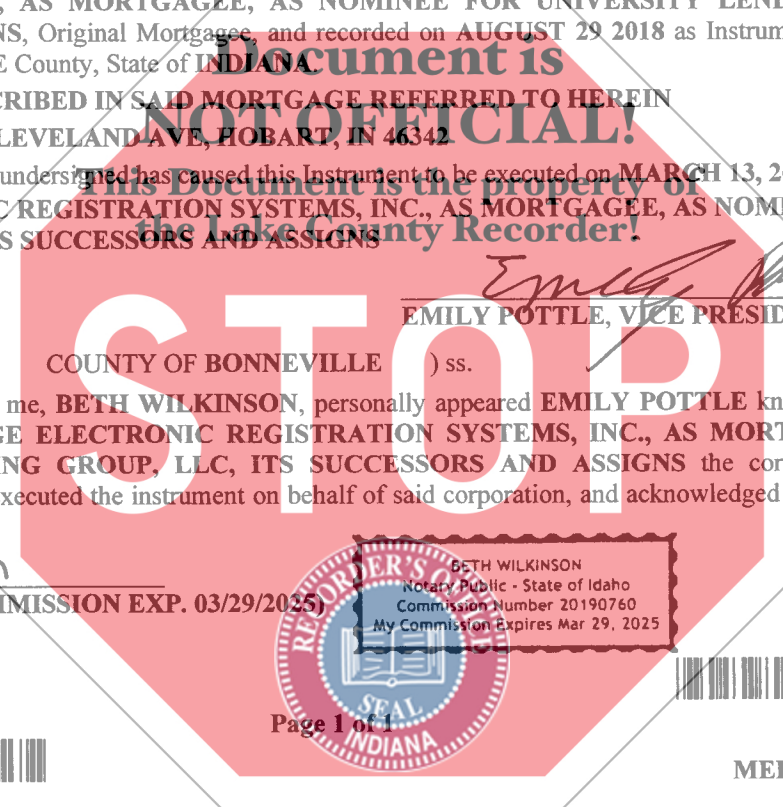 AS MORTGAGEE, AS NOMINEE FOR UNIVERSITY LEND
NS, Original Mortgagee, and recorded on AUGUST 29 2018 as Instrum
E County, State of INDIANA.
Document is
CRIBED IN SAID MORTGAGE REFERRED TO HEREIN
NOT OFFICIAL!
LEVELAND AVE, HOBART, IN 46342
undersigned has caused this Instrument to be executed on MARCH 13, 2
This Document is the property of
C REGISTRATION SYSTEMS, INC., AS MORTGAGEE, AS NOMI
the Lake County Recorder!
S SUCCESSORS AND ASSIGNS
EMILY POTTLE, VICE PRESID
STOP
COUNTY OF BONNEVILLE ) ss.
me, BETH WILKINSON, personally appeared EMILY POTTLE kn
GE ELECTRONIC REGISTRATION SYSTEMS, INC., AS MORT
ING GROUP, LLC, ITS SUCCESSORS AND ASSIGNS the cor
xecuted the instrument on behalf of said corporation, and acknowledged
MMISSION EXP. 03/29/2025)
BETH WILKINSON
Notary Public - State of Idaho
Commission Number 20190760
My Commission Expires Mar 29, 2025
RECORDER'S OFFICE
SEAL
INDIANA
Page 1 of 1
MER